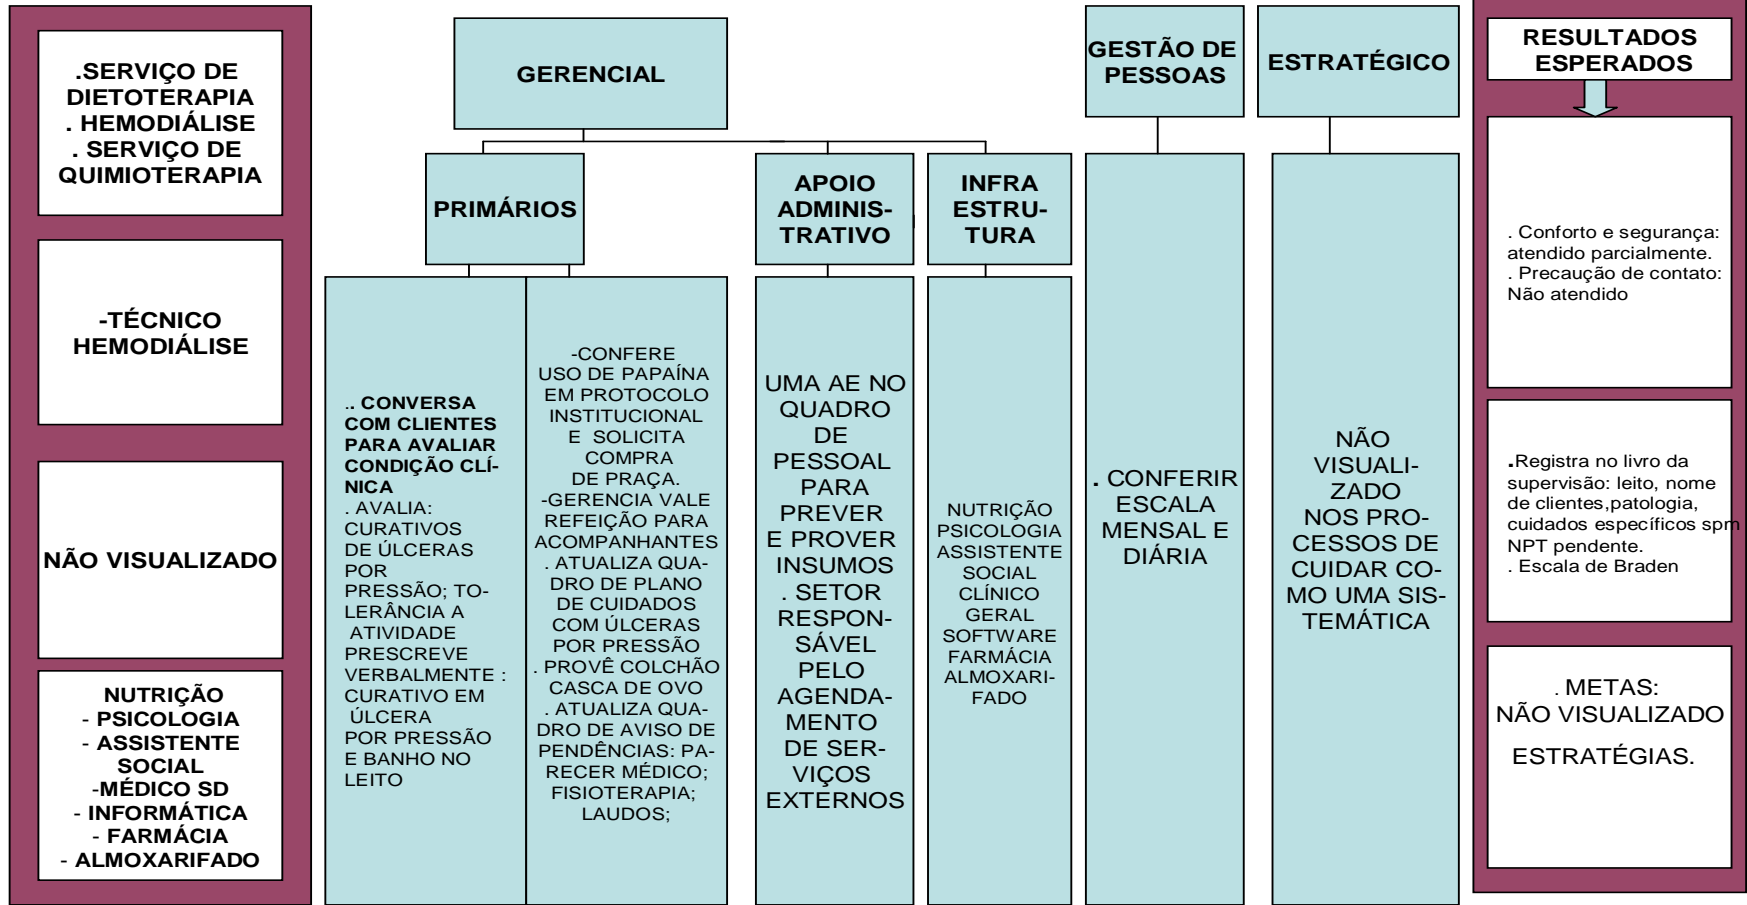 .SERVIÇO DE
DIETOTERAPIA
. HEMODIÁLISE
. SERVIÇO DE
QUIMIOTERAPIA
-TÉCNICO
HEMODIÁLISE
NÃO VISUALIZADO
NUTRIÇÃO
- PSICOLOGIA
- ASSISTENTE
SOCIAL
-MÉDICO SD
- INFORMÁTICA
- FARMÁCIA
- ALMOXARIFADO
GERENCIAL
PRIMÁRIOS
.. CONVERSA
COM CLIENTES
PARA AVALIAR
CONDIÇÃO CLÍ-
NICA
. AVALIA:
CURATIVOS
DE ÚLCERAS
POR
PRESSÃO; TO-
LERÂNCIA A
ATIVIDADE
PRESCREVE
VERBALMENTE :
CURATIVO EM
ÚLCERA
POR PRESSÃO
E BANHO NO
LEITO
-CONFERE
USO DE PAPAÍNA
EM PROTOCOLO
INSTITUCIONAL
E SOLICITA
COMPRA
DE PRAÇA.
-GERENCIA VALE
REFEIÇÃO PARA
ACOMPANHANTES
. ATUALIZA QUA-
DRO DE PLANO
DE CUIDADOS
COM ÚLCERAS
POR PRESSÃO
. PROVÊ COLCHÃO
CASCA DE OVO
. ATUALIZA QUA-
DRO DE AVISO DE
PENDÊNCIAS: PA-
RECER MÉDICO;
FISIOTERAPIA;
LAUDOS;
APOIO
ADMINIS-
TRATIVO
UMA AE NO
QUADRO
DE
PESSOAL
PARA
PREVER
E PROVER
INSUMOS
. SETOR
RESPON-
SÁVEL
PELO
AGENDA-
MENTO
DE SER-
VIÇOS
EXTERNOS
INFRA
ESTRU-
TURA
NUTRIÇÃO
PSICOLOGIA
ASSISTENTE
SOCIAL
CLÍNICO
GERAL
SOFTWARE
FARMÁCIA
ALMOXARI-
FADO
GESTÃO DE
PESSOAS
. CONFERIR
ESCALA
MENSAL E
DIÁRIA
ESTRATÉGICO
NÃO
VISUALI-
ZADO
NOS PRO-
CESSOS DE
CUIDAR CO-
MO UMA SIS-
TEMÁTICA
RESULTADOS
ESPERADOS
. Conforto e segurança:
atendido parcialmente.
. Precaução de contato:
Não atendido
.Registra no livro da
supervisão: leito, nome
de clientes,patologia,
cuidados específicos spm
NPT pendente.
. Escala de Braden
. METAS:
NÃO VISUALIZADO
ESTRATÉGIAS.